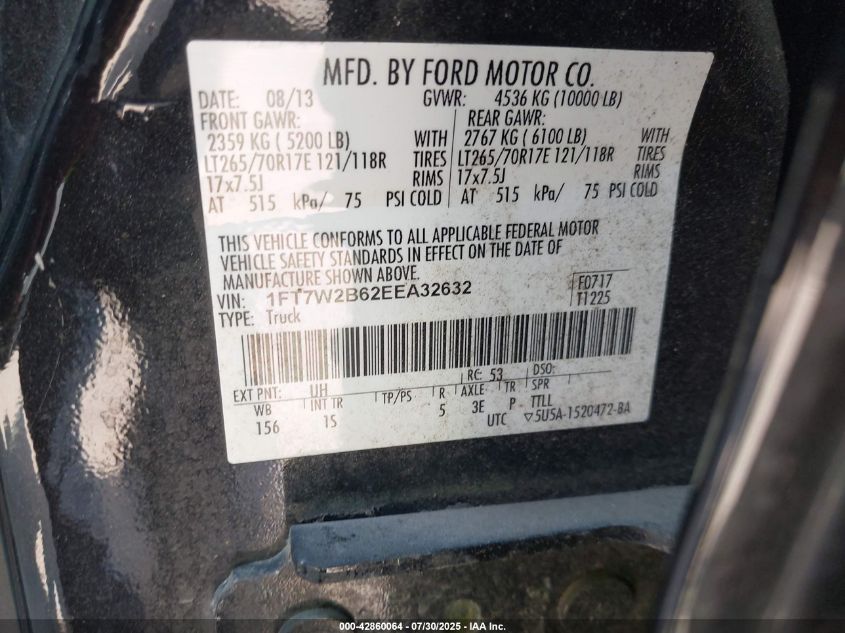 MFD. BY FORD MOTOR CO.
DATE: 08/13 GVWR: 4536 KG (10000 LB)
FRONT GAWR: REAR GAWR:
2359 KG ( 5200 LB) WITH 2767 KG ( 6100 LB) WITH
LT265/70R17E 121/118R TIRES LT265/70R17E 121/118R TIRES
17x7.5J RIMS 17x7.5J RIMS
AT 515 kPa/ 75 PSI COLD AT 515 kPa/ 75 PSI COLD
THIS VEHICLE CONFORMS TO ALL APPLICABLE FEDERAL MOTOR
VEHICLE SAFETY STANDARDS IN EFFECT ON THE DATE OF
MANUFACTURE SHOWN ABOVE.
VIN: 1FT7W2B62EEA32632 F0717
TYPE: Truck T1225
EXT PNT: UH RC: 53 DSO:
WB INT TR TP/PS R AXLE TR SPR
156 1S 5 3E P TTLL
UTC ▽5U5A-1520472-BA
000-42860064 / 07/30/2025 - IAA Inc.